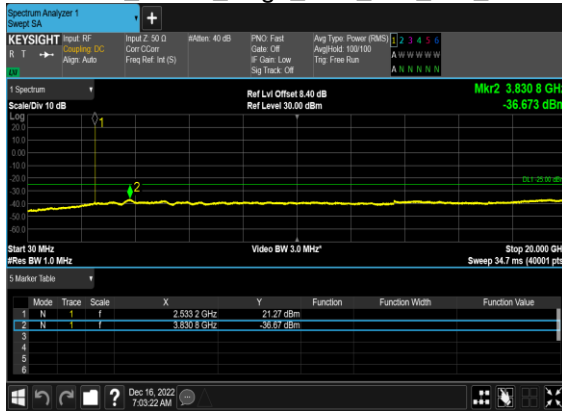 Spectrum Analyzer 1
Swept SA
+
KEYSIGHT Input: RF Input Z: 50 Ω #Atten: 40 dB PNO: Fast Avg Type: Power (RMS) 1 2 3 4 5 6
R T Coupling: DC Corr CCorr Gate: Off Avg|Hold: 100/100 A W W W W W
Align: Auto Freq Ref: Int (S) IF Gain: Low Trig: Free Run
Sig Track: Off A N N N N N
1 Spectrum Ref Lvl Offset 8.40 dB Mkr2 3.830 8 GHz
Scale/Div 10 dB Ref Level 30.00 dBm -36.673 dBm
Log
20.0
10.0
0.00
-10.0
-20.0
-30.0
-40.0
-50.0
-60.0
1
2
DL1 -25.00 dBm
Start 30 MHz Video BW 3.0 MHz* Stop 20.000 GHz
#Res BW 1.0 MHz Sweep 34.7 ms (40001 pts)
5 Marker Table
Mode Trace Scale X Y Function Function Width Function Value
1 N 1 f 2.533 2 GHz 21.27 dBm
2 N 1 f 3.830 8 GHz -36.67 dBm
3
4
5
6
? Dec 16, 2022
7:03:22 AM